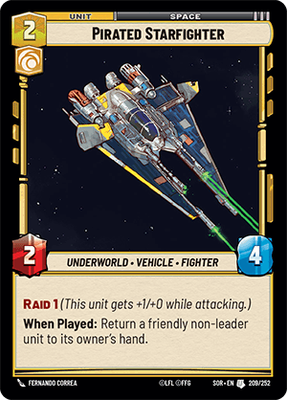 UNIT SPACE
2 PIRATED STARFIGHTER
2 4
UNDERWORLD • VEHICLE • FIGHTER
RAID 1 (This unit gets +1/+0 while attacking.)
When Played: Return a friendly non-leader
unit to its owner's hand.
FERNANDO CORREA ©LFL ©FFG SOR • EN U 209/252